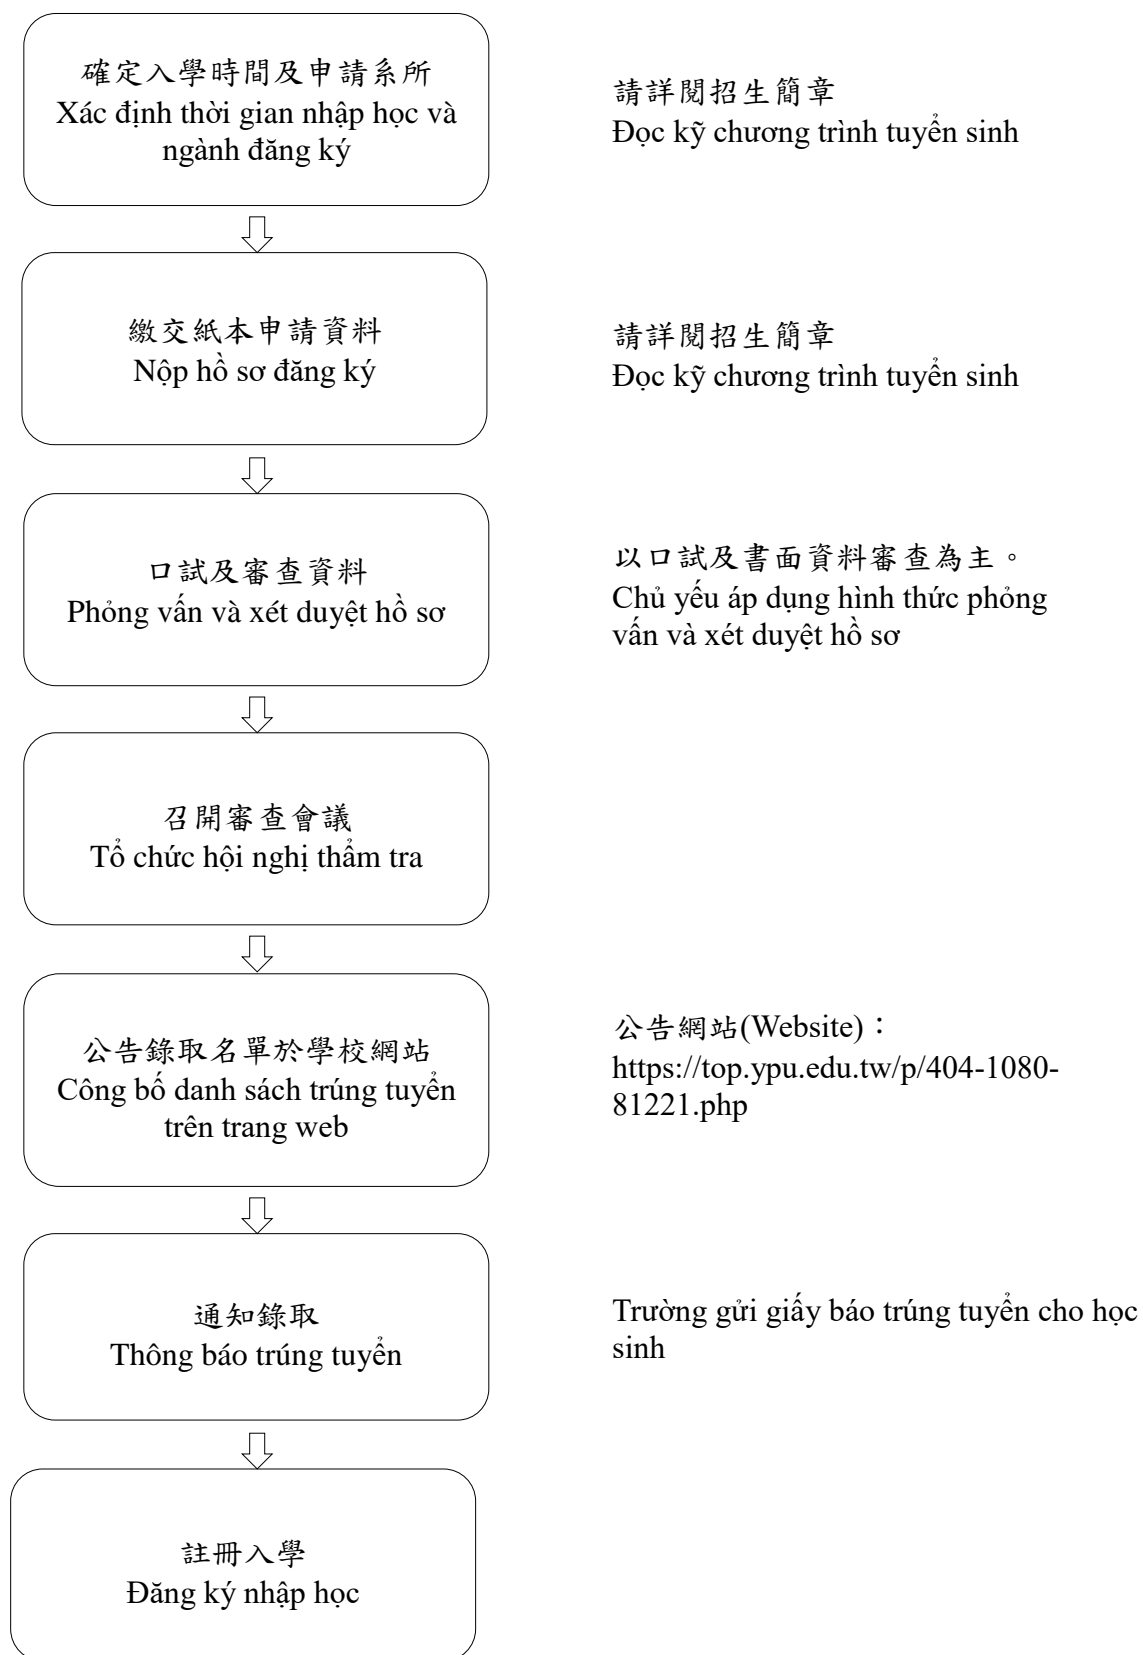 確定入學時間及申請系所
Xác định thời gian nhập học và
ngành đăng ký
請詳閱招生簡章
Đọc kỹ chương trình tuyển sinh
繳交紙本申請資料
Nộp hồ sơ đăng ký
請詳閱招生簡章
Đọc kỹ chương trình tuyển sinh
口試及審查資料
Phỏng vấn và xét duyệt hồ sơ
以口試及書面資料審查為主。
Chủ yếu áp dụng hình thức phỏng
vấn và xét duyệt hồ sơ
召開審查會議
Tổ chức hội nghị thẩm tra
公告錄取名單於學校網站
Công bố danh sách trúng tuyển
trên trang web
公告網站(Website)：
https://top.ypu.edu.tw/p/404-1080-
81221.php
通知錄取
Thông báo trúng tuyển
Trường gửi giấy báo trúng tuyển cho học
sinh
註冊入學
Đăng ký nhập học